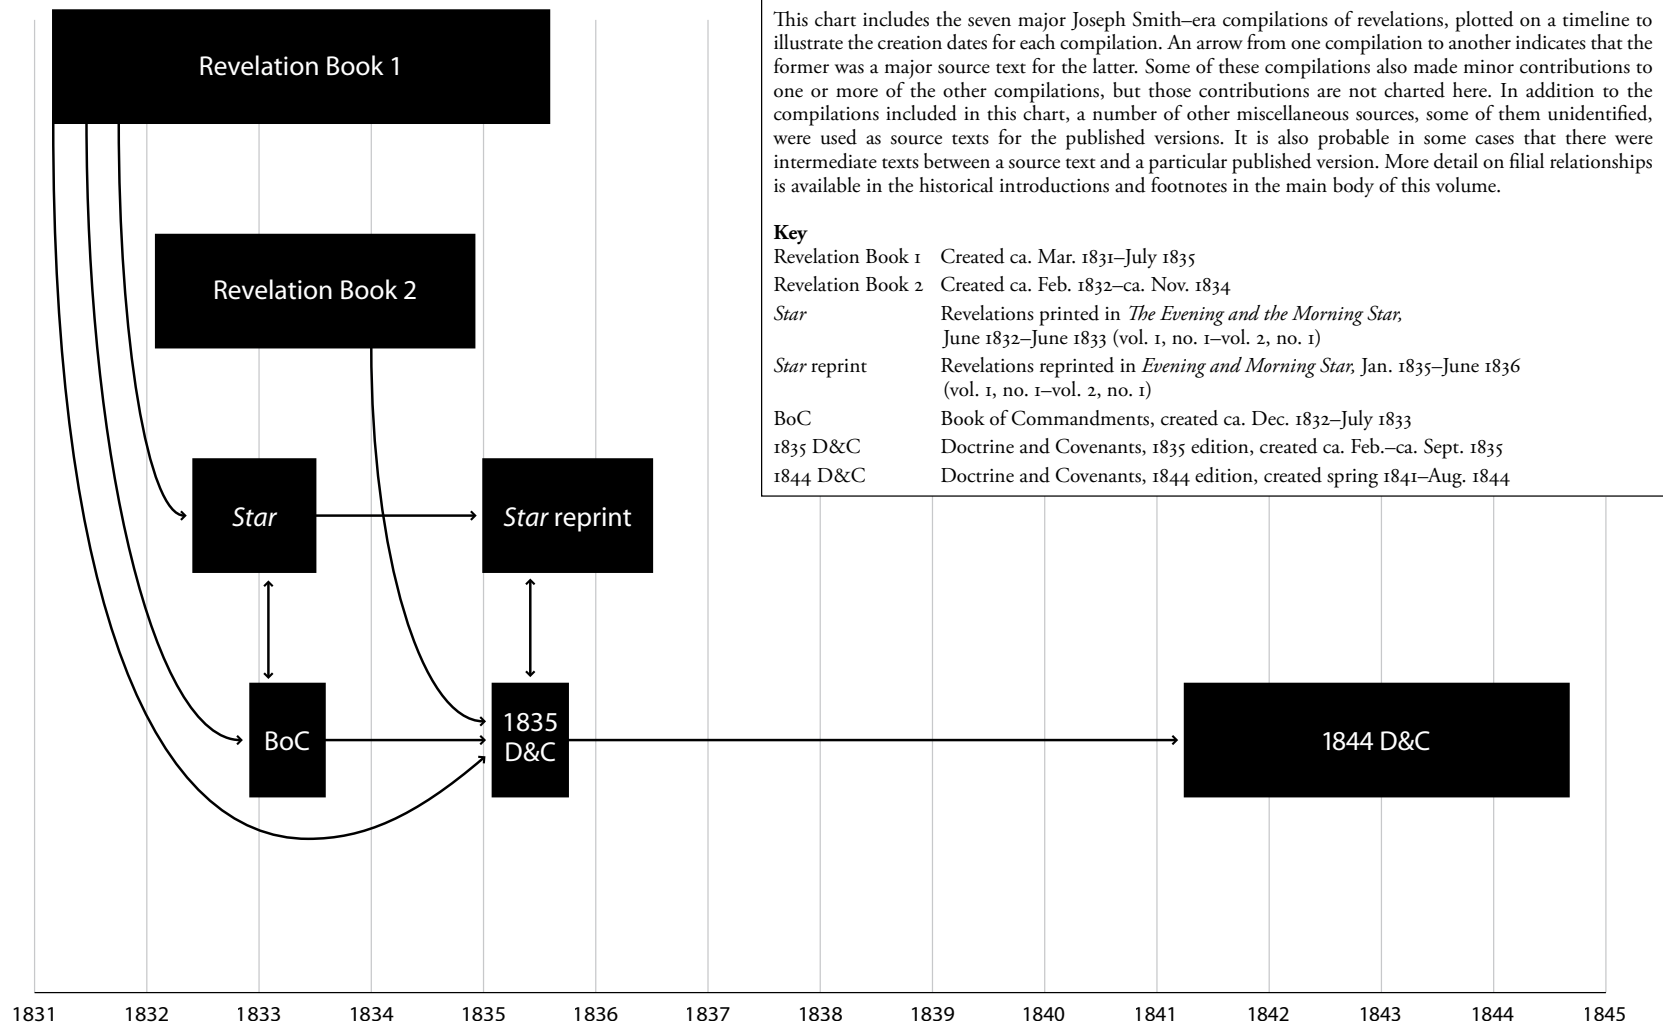 Revelation Book 1
This chart includes the seven major Joseph Smith–era compilations of revelations, plotted on a timeline to
illustrate the creation dates for each compilation. An arrow from one compilation to another indicates that the
former was a major source text for the latter. Some of these compilations also made minor contributions to
one or more of the other compilations, but those contributions are not charted here. In addition to the
compilations included in this chart, a number of other miscellaneous sources, some of them unidentified,
were used as source texts for the published versions. It is also probable in some cases that there were
intermediate texts between a source text and a particular published version. More detail on filial relationships
is available in the historical introductions and footnotes in the main body of this volume.
Key
Revelation Book 1 Created ca. Mar. 1831–July 1835
Revelation Book 2 Created ca. Feb. 1832–ca. Nov. 1834
Star Revelations printed in The Evening and the Morning Star,
June 1832–June 1833 (vol. 1, no. 1–vol. 2, no. 1)
Star reprint Revelations reprinted in Evening and Morning Star, Jan. 1835–June 1836
(vol. 1, no. 1–vol. 2, no. 1)
BoC Book of Commandments, created ca. Dec. 1832–July 1833
1835 D&C Doctrine and Covenants, 1835 edition, created ca. Feb.–ca. Sept. 1835
1844 D&C Doctrine and Covenants, 1844 edition, created spring 1841–Aug. 1844
Revelation Book 2
Star
Star reprint
BoC
1835
D&C
1844 D&C
1831 1832 1833 1834 1835 1836 1837 1838 1839 1840 1841 1842 1843 1844 1845